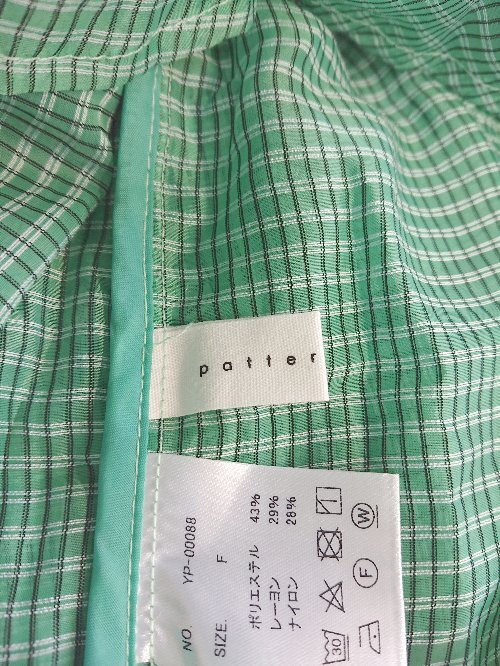 patter
NO. YP-00088
SIZE. F
ポリエステル 43%
レーヨン 29%
ナイロン 28%
30
W
F